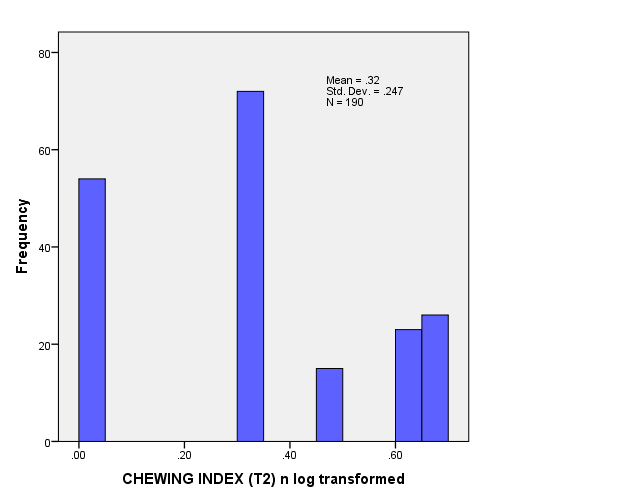 80
60
40
20
0
Frequency
Mean = .32
Std. Dev. = .247
N = 190
.00 .20 .40 .60
CHEWING INDEX (T2) n log transformed